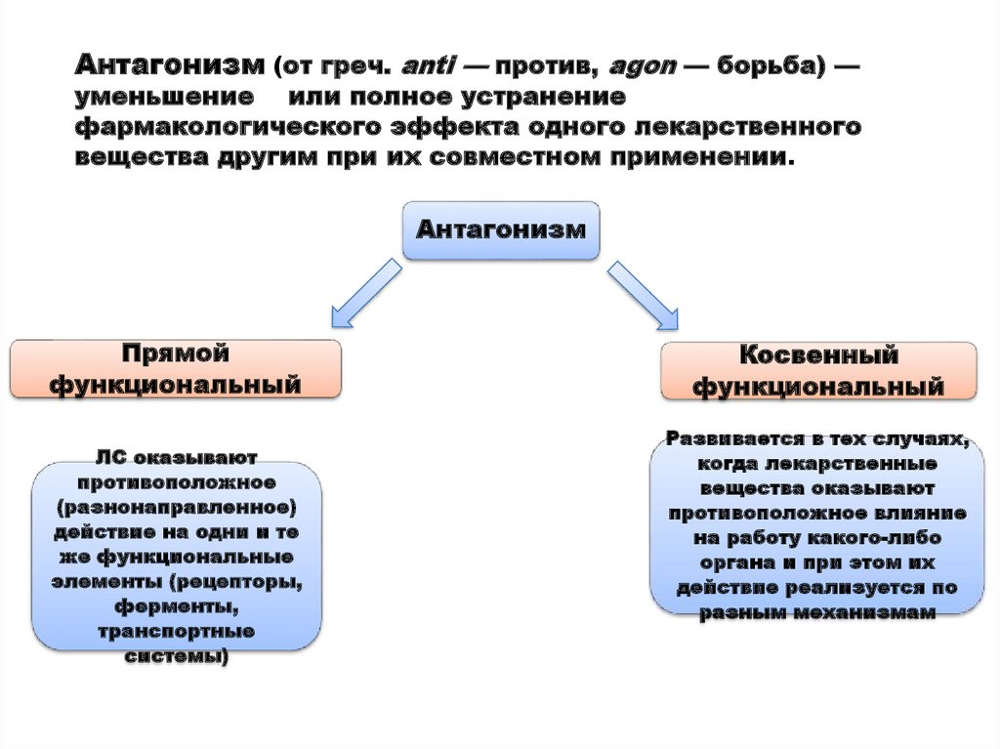 Антагонизм (от греч. anti — против, agon — борьба) —
уменьшение или полное устранение
фармакологического эффекта одного лекарственного
вещества другим при их совместном применении.
Антагонизм
Прямой
функциональный
ЛС оказывают
противоположное
(разнонаправленное)
действие на одни и те
же функциональные
элементы (рецепторы,
ферменты,
транспортные
системы)
Косвенный
функциональный
Развивается в тех случаях,
когда лекарственные
вещества оказывают
противоположное влияние
на работу какого-либо
органа и при этом их
действие реализуется по
разным механизмам